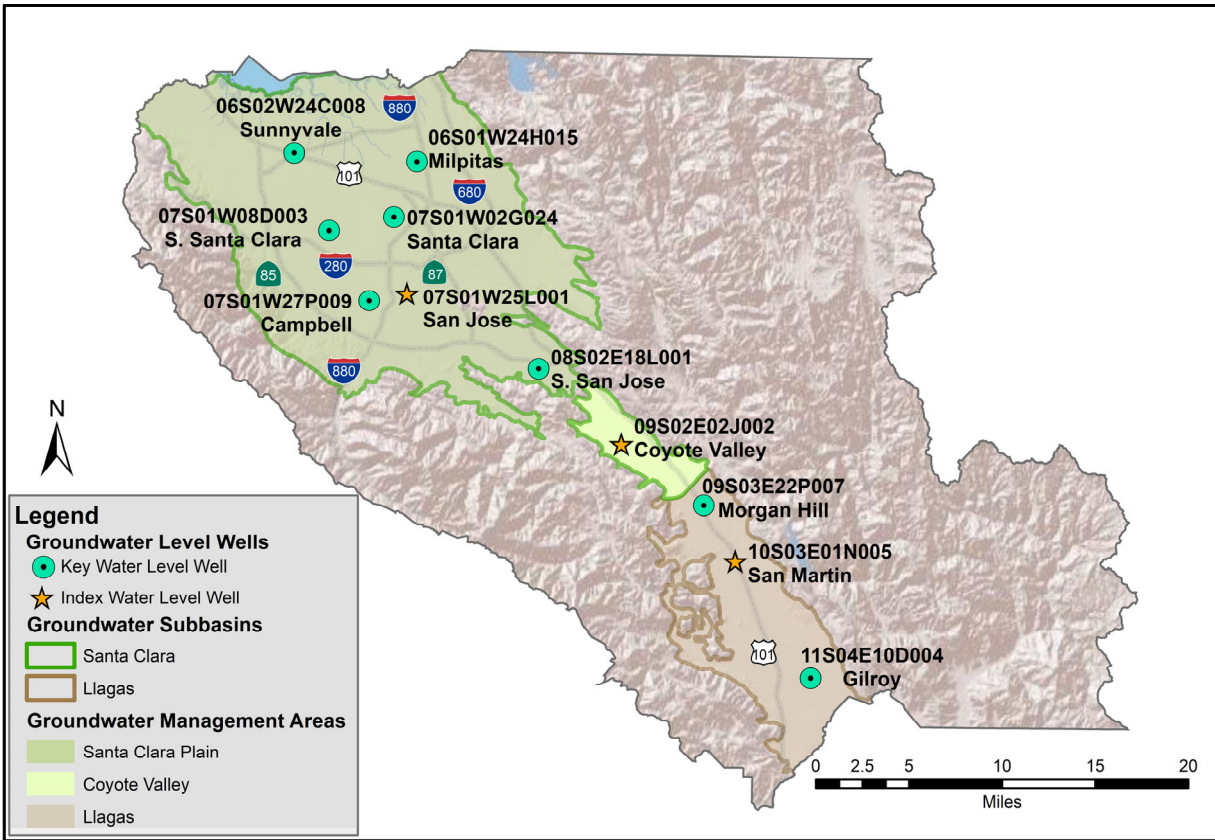 06S02W24C008
Sunnyvale
880
06S01W24H015
Milpitas
101
680
07S01W08D003
S. Santa Clara
07S01W02G024
Santa Clara
85
280
87
07S01W27P009
Campbell
07S01W25L001
San Jose
880
08S02E18L001
S. San Jose
N
09S02E02J002
Coyote Valley
09S03E22P007
Morgan Hill
10S03E01N005
San Martin
101
11S04E10D004
Gilroy
Legend
Groundwater Level Wells
Key Water Level Well
Index Water Level Well
Groundwater Subbasins
Santa Clara
Llagas
Groundwater Management Areas
Santa Clara Plain
Coyote Valley
Llagas
0 2.5 5 10 15 20
Miles